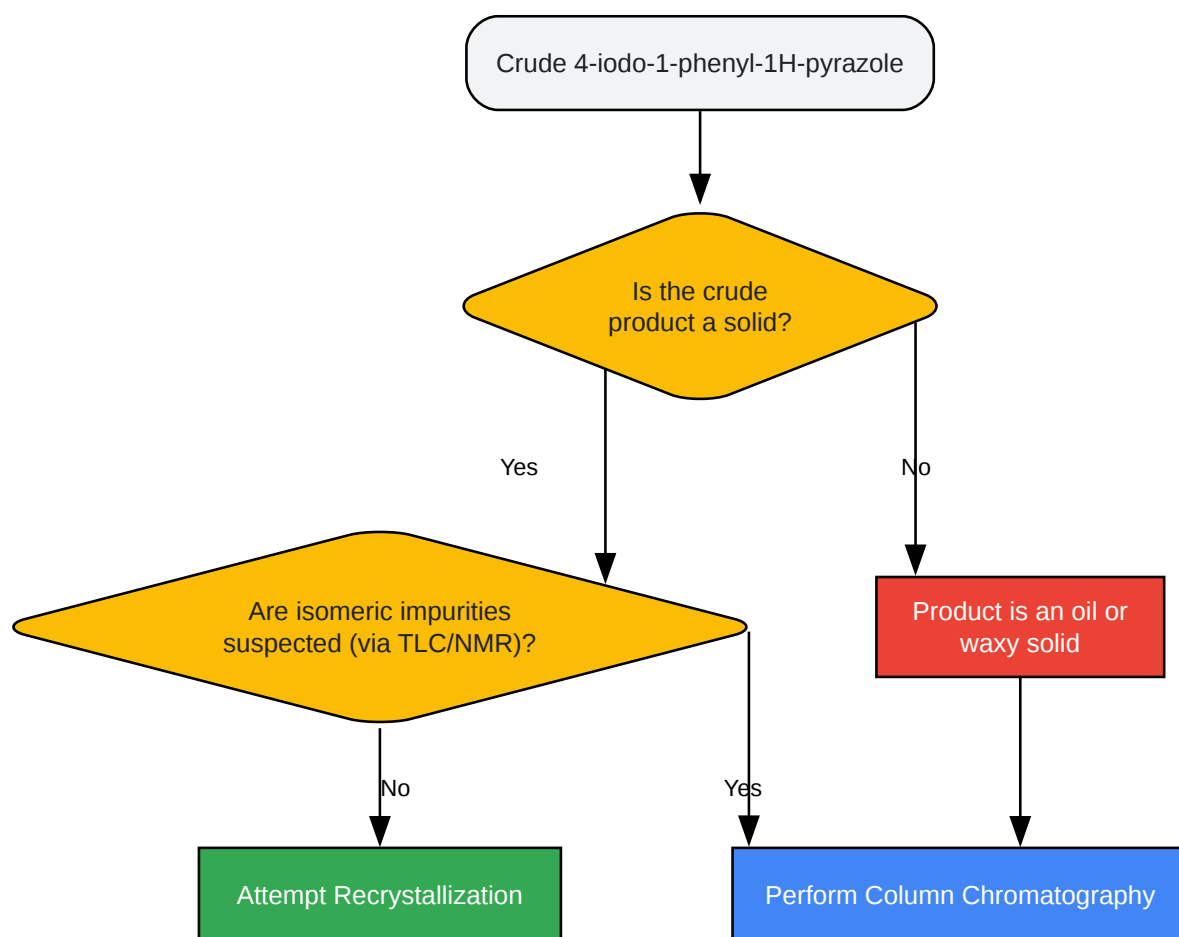 Crude 4-iodo-1-phenyl-1H-pyrazole
Is the crude
product a solid?
Yes
No
Are isomeric impurities
suspected (via TLC/NMR)?
Product is an oil or
waxy solid
No
Yes
Attempt Recrystallization
Perform Column Chromatography